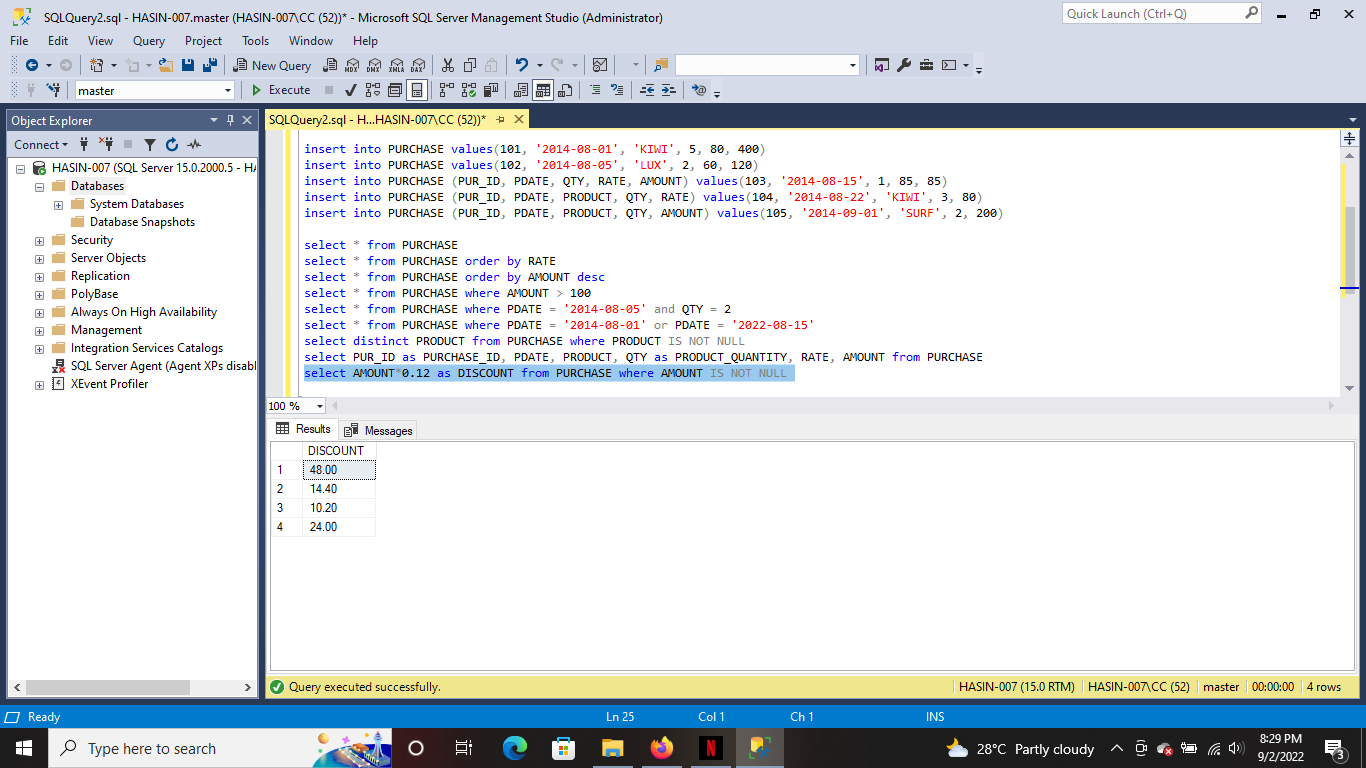 SQLQuery2.sql - HASIN-007.master (HASIN-007\CC (52))* - Microsoft SQL Server Management Studio (Administrator)
Quick Launch (Ctrl+Q)
File Edit View Query Project Tools Window Help
New Query MDX DMX XMLA DAX
master Execute
Object Explorer
SQLQuery2.sql - H...HASIN-007\CC (52))*
Connect
HASIN-007 (SQL Server 15.0.2000.5 - HA
Databases
System Databases
Database Snapshots
Security
Server Objects
Replication
PolyBase
Always On High Availability
Management
Integration Services Catalogs
SQL Server Agent (Agent XPs disabl
XEvent Profiler
insert into PURCHASE values(101, '2014-08-01', 'KIWI', 5, 80, 400)
insert into PURCHASE values(102, '2014-08-05', 'LUX', 2, 60, 120)
insert into PURCHASE (PUR_ID, PDATE, QTY, RATE, AMOUNT) values(103, '2014-08-15', 1, 85, 85)
insert into PURCHASE (PUR_ID, PDATE, PRODUCT, QTY, RATE) values(104, '2014-08-22', 'KIWI', 3, 80)
insert into PURCHASE (PUR_ID, PDATE, PRODUCT, QTY, AMOUNT) values(105, '2014-09-01', 'SURF', 2, 200)
select * from PURCHASE
select * from PURCHASE order by RATE
select * from PURCHASE order by AMOUNT desc
select * from PURCHASE where AMOUNT > 100
select * from PURCHASE where PDATE = '2014-08-05' and QTY = 2
select * from PURCHASE where PDATE = '2014-08-01' or PDATE = '2022-08-15'
select distinct PRODUCT from PURCHASE where PRODUCT IS NOT NULL
select PUR_ID as PURCHASE_ID, PDATE, PRODUCT, QTY as PRODUCT_QUANTITY, RATE, AMOUNT from PURCHASE
select AMOUNT*0.12 as DISCOUNT from PURCHASE where AMOUNT IS NOT NULL
100 %
Results Messages
DISCOUNT
1 48.00
2 14.40
3 10.20
4 24.00
Query executed successfully. HASIN-007 (15.0 RTM) HASIN-007\CC (52) master 00:00:00 4 rows
Ready Ln 25 Col 1 Ch 1 INS
Type here to search
N
28°C Partly cloudy
8:29 PM
9/2/2022
3